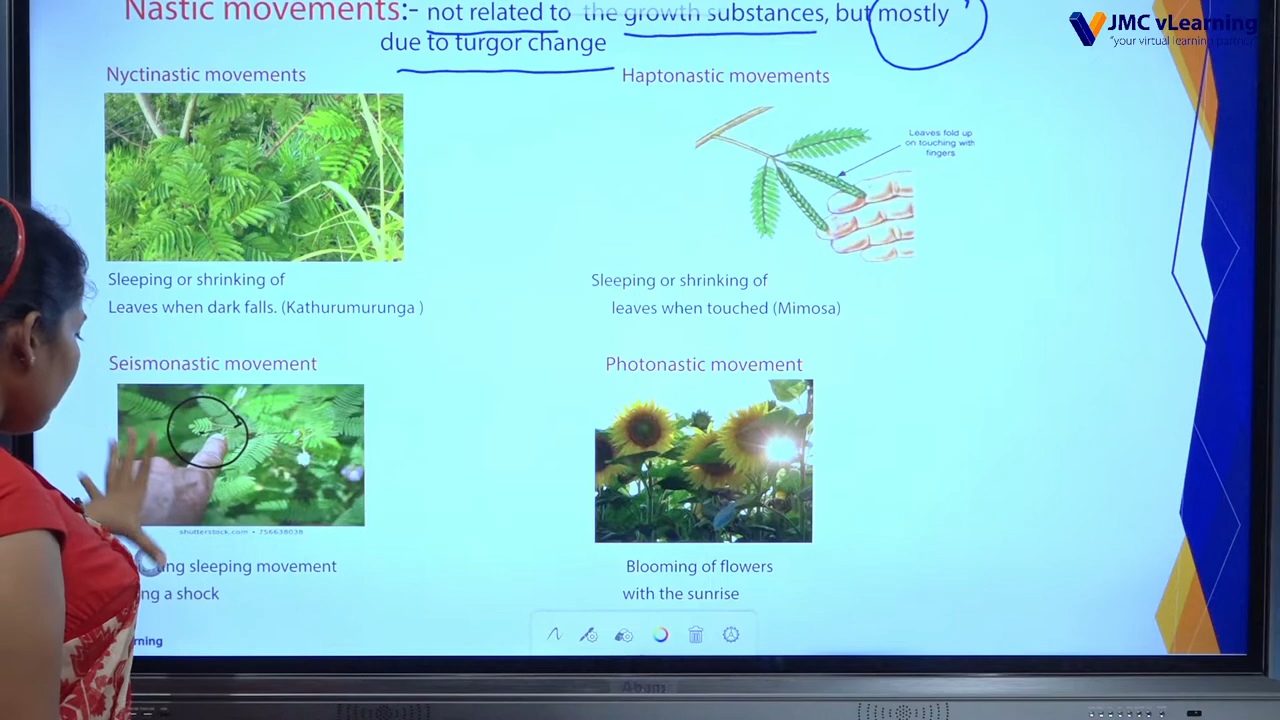 Nastic movements:- not related to the growth substances, but mostly
due to turgor change
JMC vLearning
"your virtual learning partner"
Nyctinastic movements
Haptonastic movements
Leaves fold up
on touching with
fingers
Sleeping or shrinking of
Leaves when dark falls. (Kathurumurunga )
Sleeping or shrinking of
leaves when touched (Mimosa)
Seismonastic movement
Photonastic movement
shutterstock.com • 756638038
sleeping movement
a shock
Blooming of flowers
with the sunrise